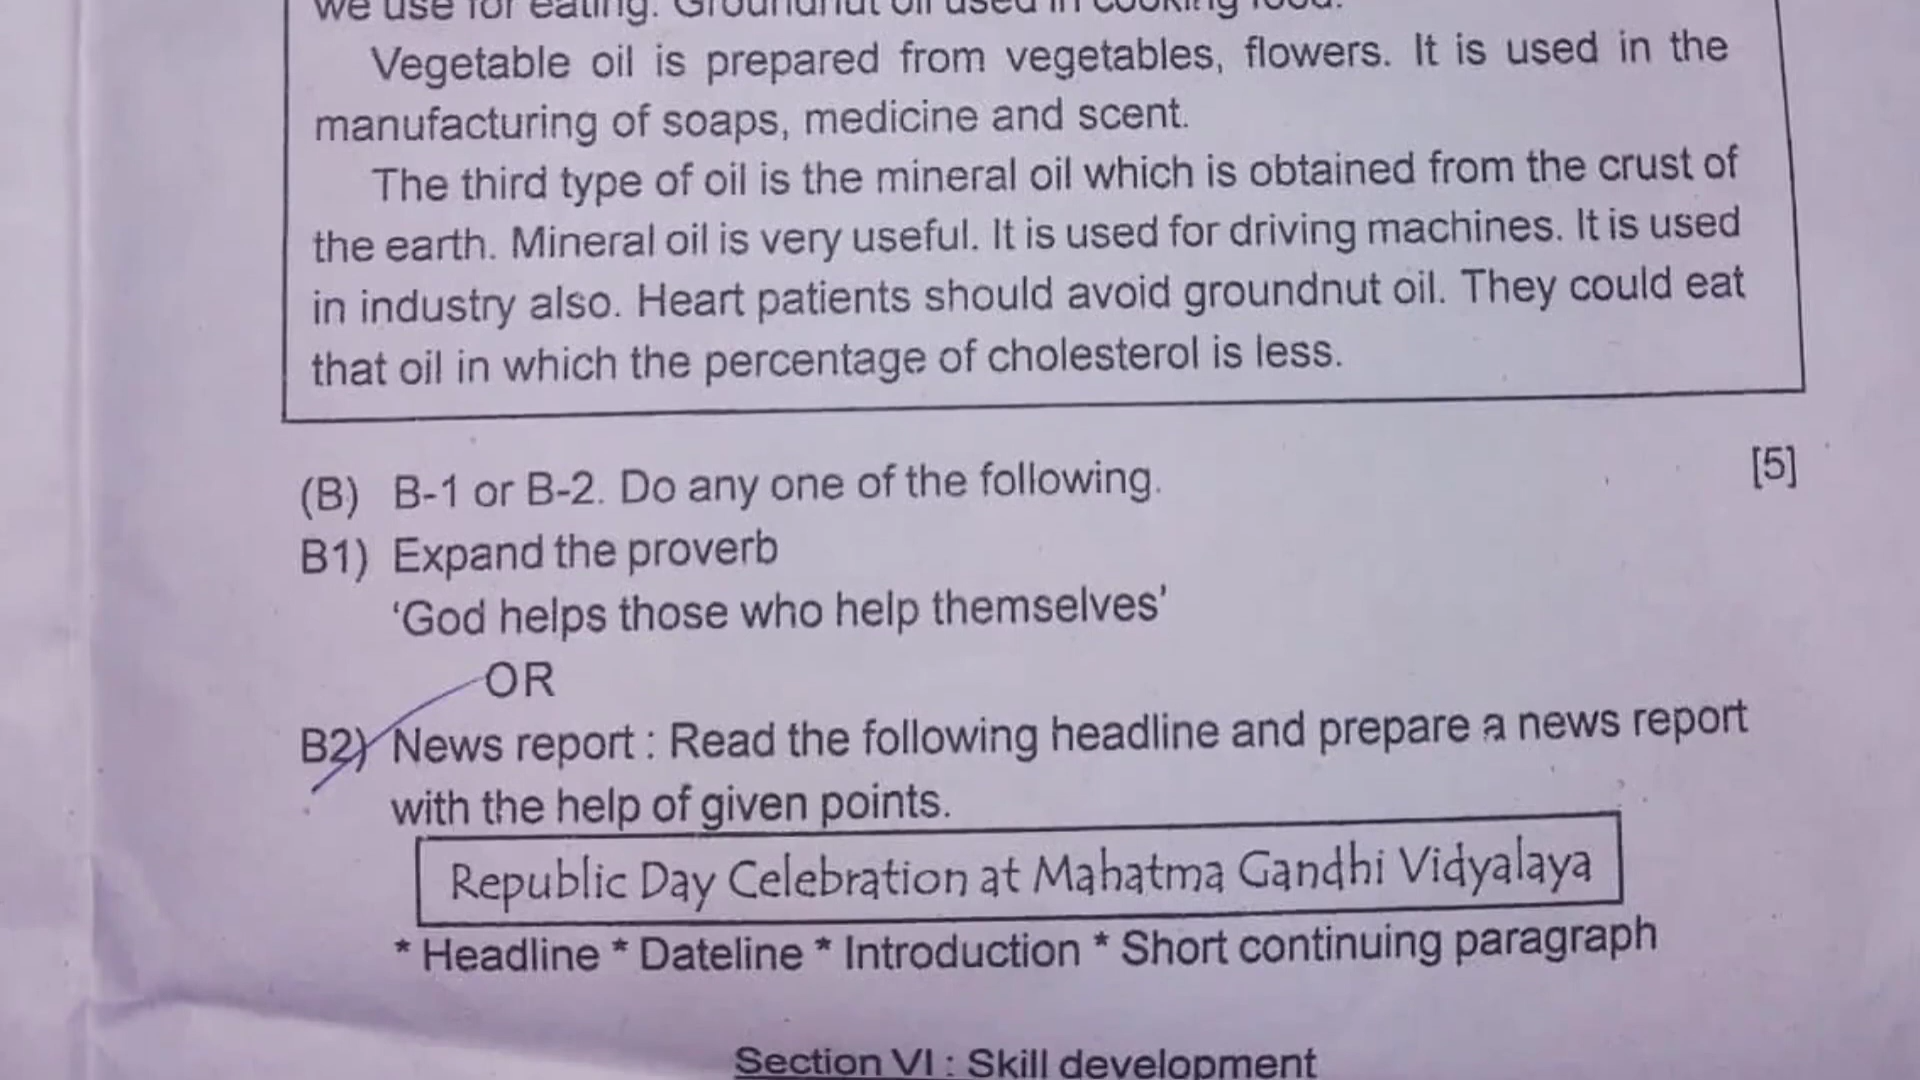 we use for eating. Groundnut oil used in cooking food.
Vegetable oil is prepared from vegetables, flowers. It is used in the
manufacturing of soaps, medicine and scent.
The third type of oil is the mineral oil which is obtained from the crust of
the earth. Mineral oil is very useful. It is used for driving machines. It is used
in industry also. Heart patients should avoid groundnut oil. They could eat
that oil in which the percentage of cholesterol is less.
(B) B-1 or B-2. Do any one of the following. [5]
B1) Expand the proverb
‘God helps those who help themselves’
OR
B2) News report : Read the following headline and prepare a news report
with the help of given points.
Republic Day Celebration at Mahatma Gandhi Vidyalaya
* Headline * Dateline * Introduction * Short continuing paragraph
Section VI : Skill development